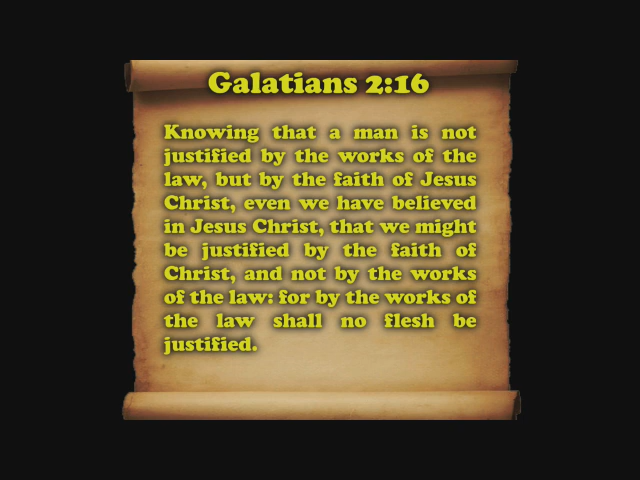 Galatians 2:16
Knowing that a man is not
justified by the works of the
law, but by the faith of Jesus
Christ, even we have believed
in Jesus Christ, that we might
be justified by the faith of
Christ, and not by the works
of the law: for by the works of
the law shall no flesh be
justified.